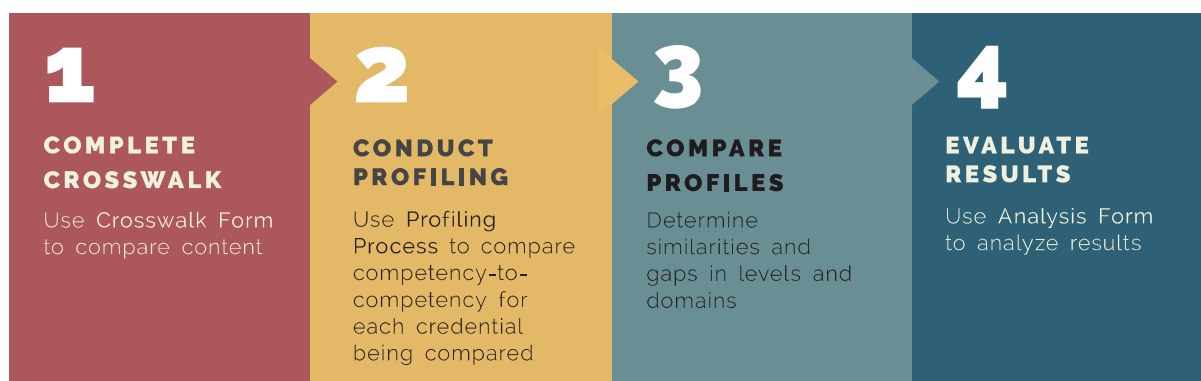 1
COMPLETE
CROSSWALK
Use Crosswalk Form
to compare content
2
CONDUCT
PROFILING
Use Profiling
Process to compare
competency-to-
competency for
each credential
being compared
3
COMPARE
PROFILES
Determine
similarities and
gaps in levels and
domains
4
EVALUATE
RESULTS
Use Analysis Form
to analyze results